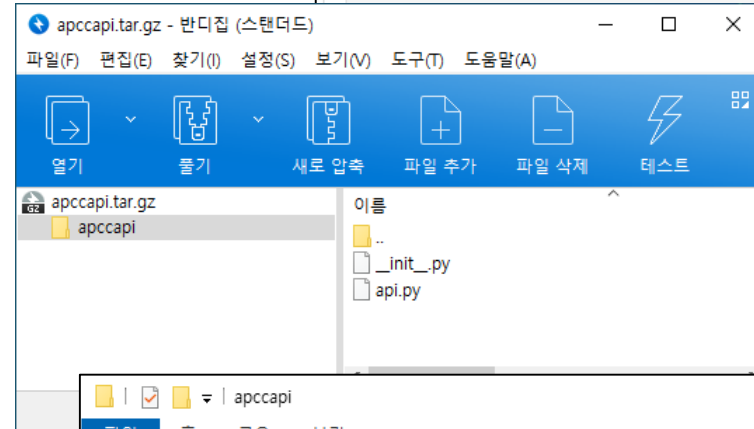 apccapi.tar.gz - 반디집 (스탠더드)
파일(F) 편집(E) 찾기(I) 설정(S) 보기(V) 도구(T) 도움말(A)
열기 풀기 새로 압축 파일 추가 파일 삭제 테스트
GZ apccapi.tar.gz
apccapi
이름
..
__init__.py
api.py
apccapi